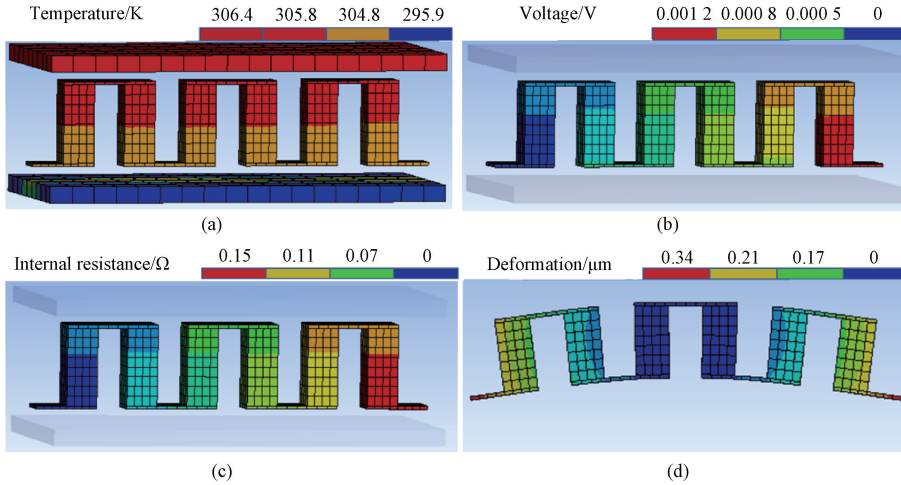 Temperature/K 306.4 305.8 304.8 295.9
(a)
Voltage/V 0.001 2 0.000 8 0.000 5 0
(b)
Internal resistance/Ω 0.15 0.11 0.07 0
(c)
Deformation/μm 0.34 0.21 0.17 0
(d)